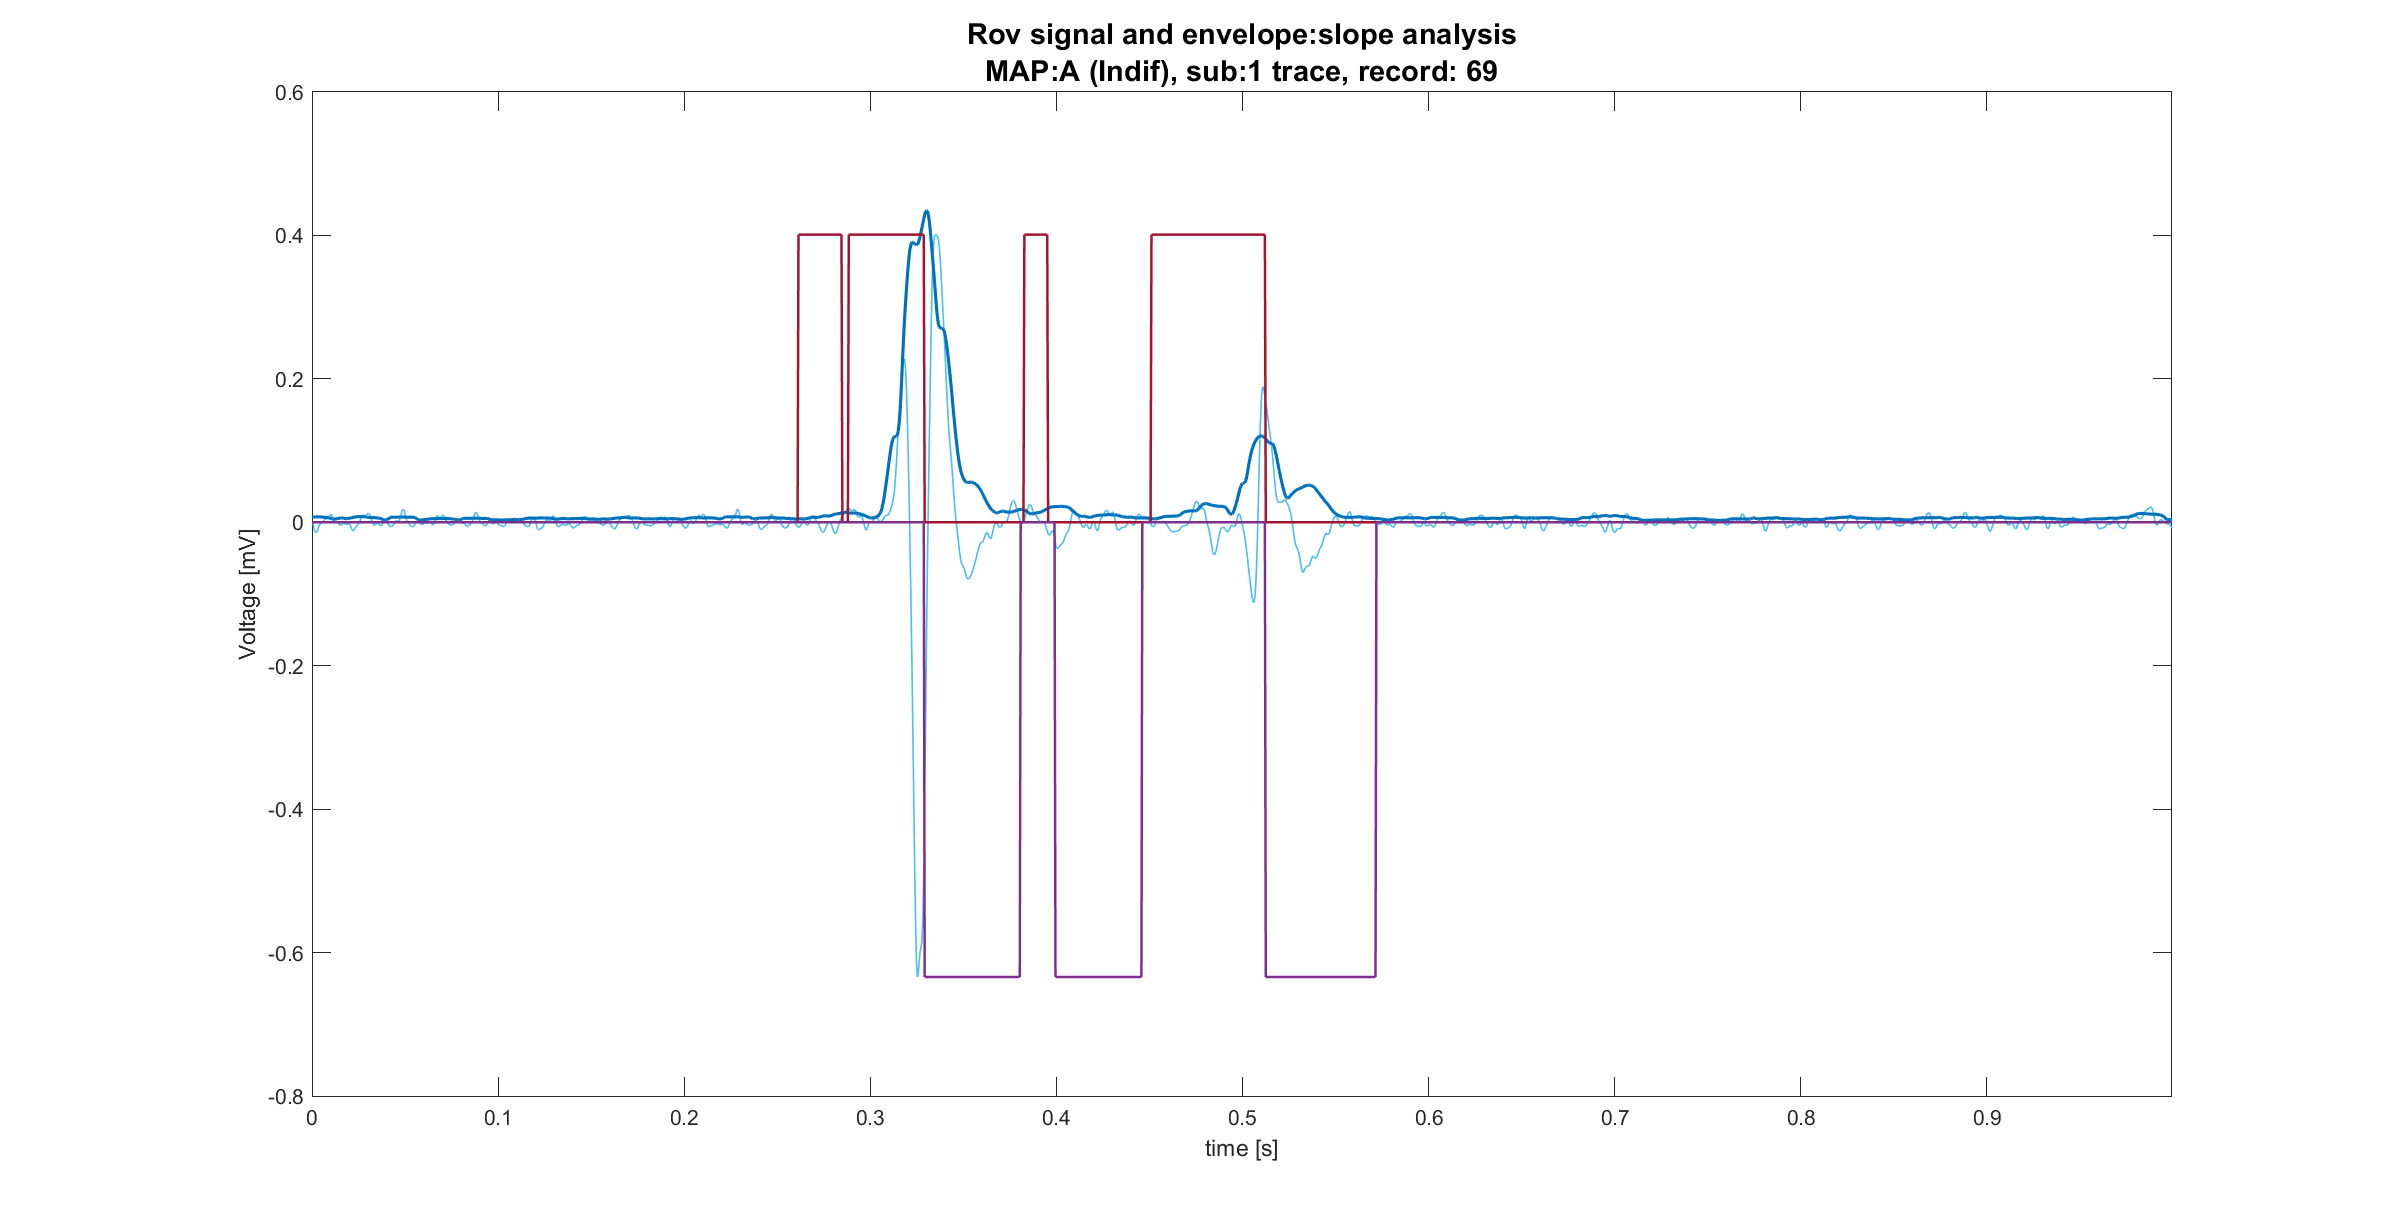 Rov signal and envelope:slope analysis
MAP:A (Indif), sub:1 trace, record: 69
0.6
0.4
0.2
0
-0.2
-0.4
-0.6
-0.8
Voltage [mV]
0 0.1 0.2 0.3 0.4 0.5 0.6 0.7 0.8 0.9
time [s]